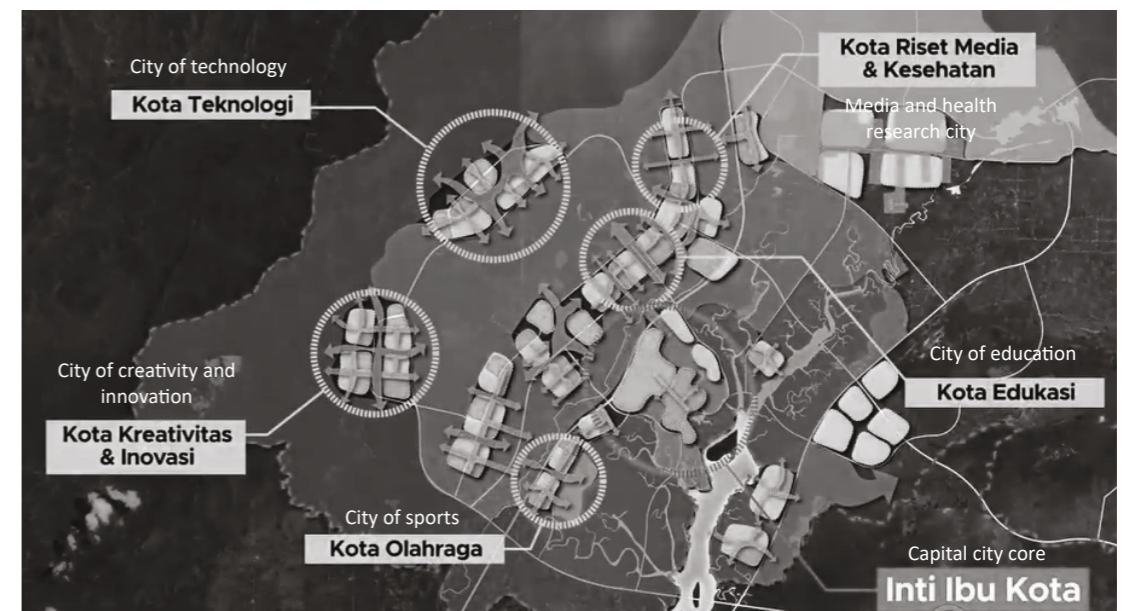 City of technology
Kota Teknologi
Kota Riset Media
& Kesehatan
Media and health
research city
City of creativity and
innovation
Kota Kreativitas
& Inovasi
City of education
Kota Edukasi
City of sports
Kota Olahraga
Capital city core
Inti Ibu Kota